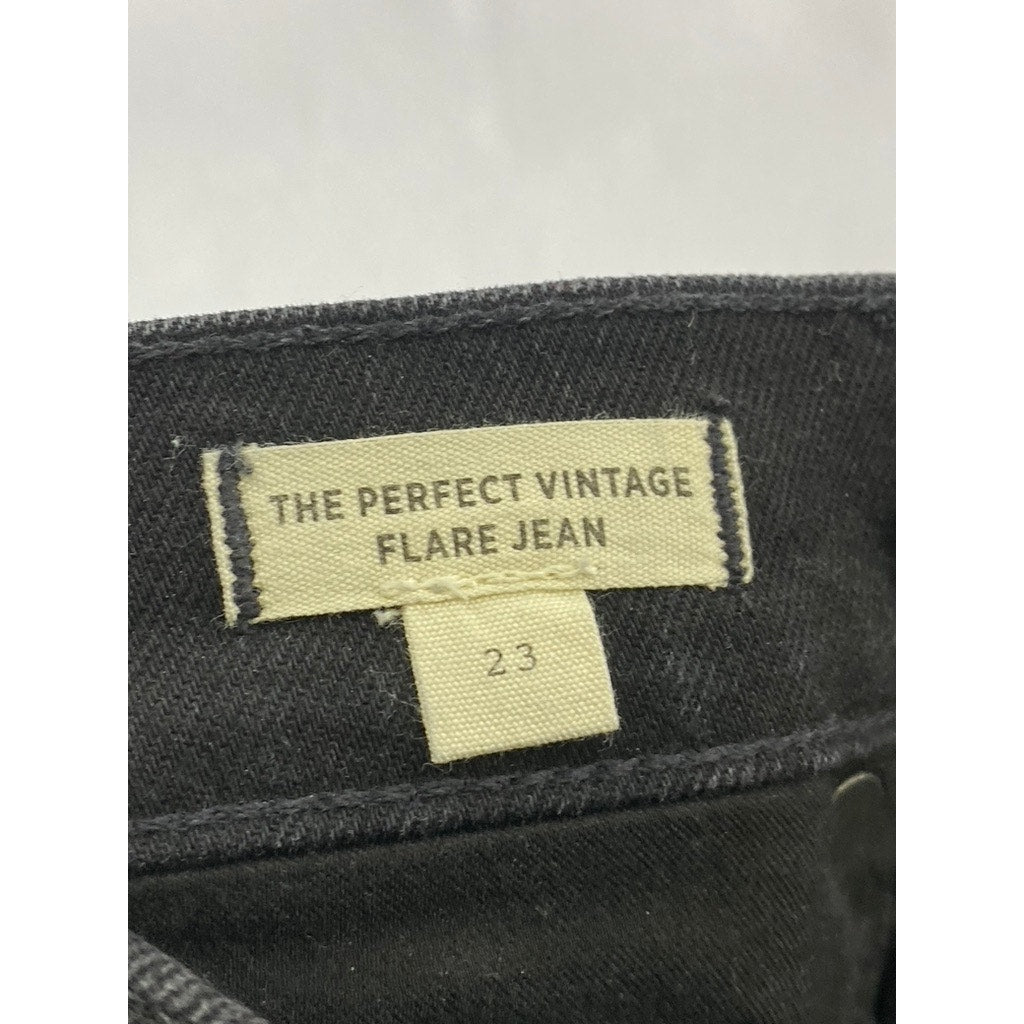 THE PERFECT VINTAGE
FLARE JEAN
23